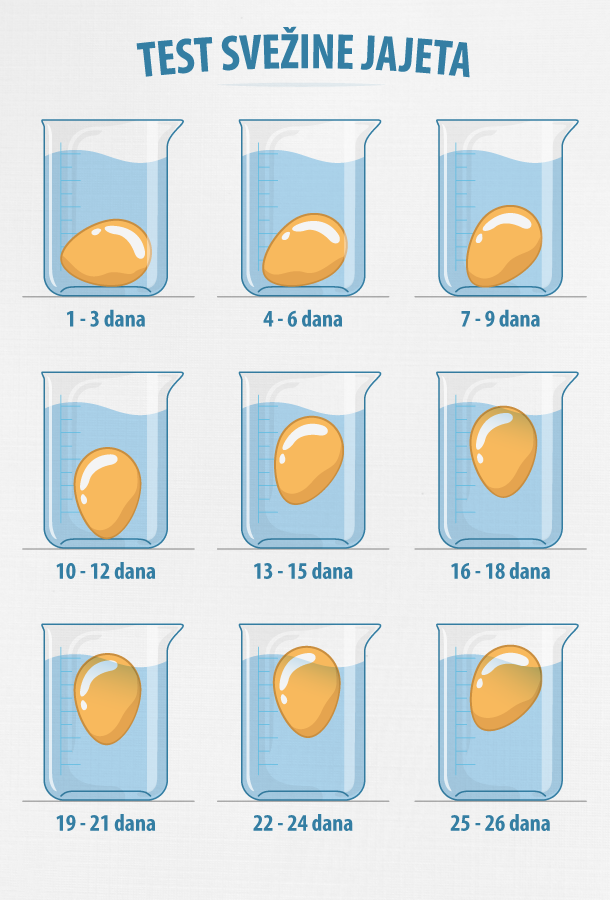 TEST SVEŽINE JAJETA
1 - 3 dana
4 - 6 dana
7 - 9 dana
10 - 12 dana
13 - 15 dana
16 - 18 dana
19 - 21 dana
22 - 24 dana
25 - 26 dana